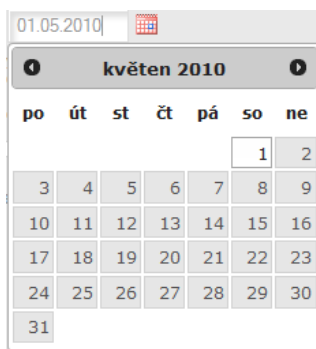 01.05.2010
květen 2010
po út st čt pá so ne
1 2
3 4 5 6 7 8 9
10 11 12 13 14 15 16
17 18 19 20 21 22 23
24 25 26 27 28 29 30
31